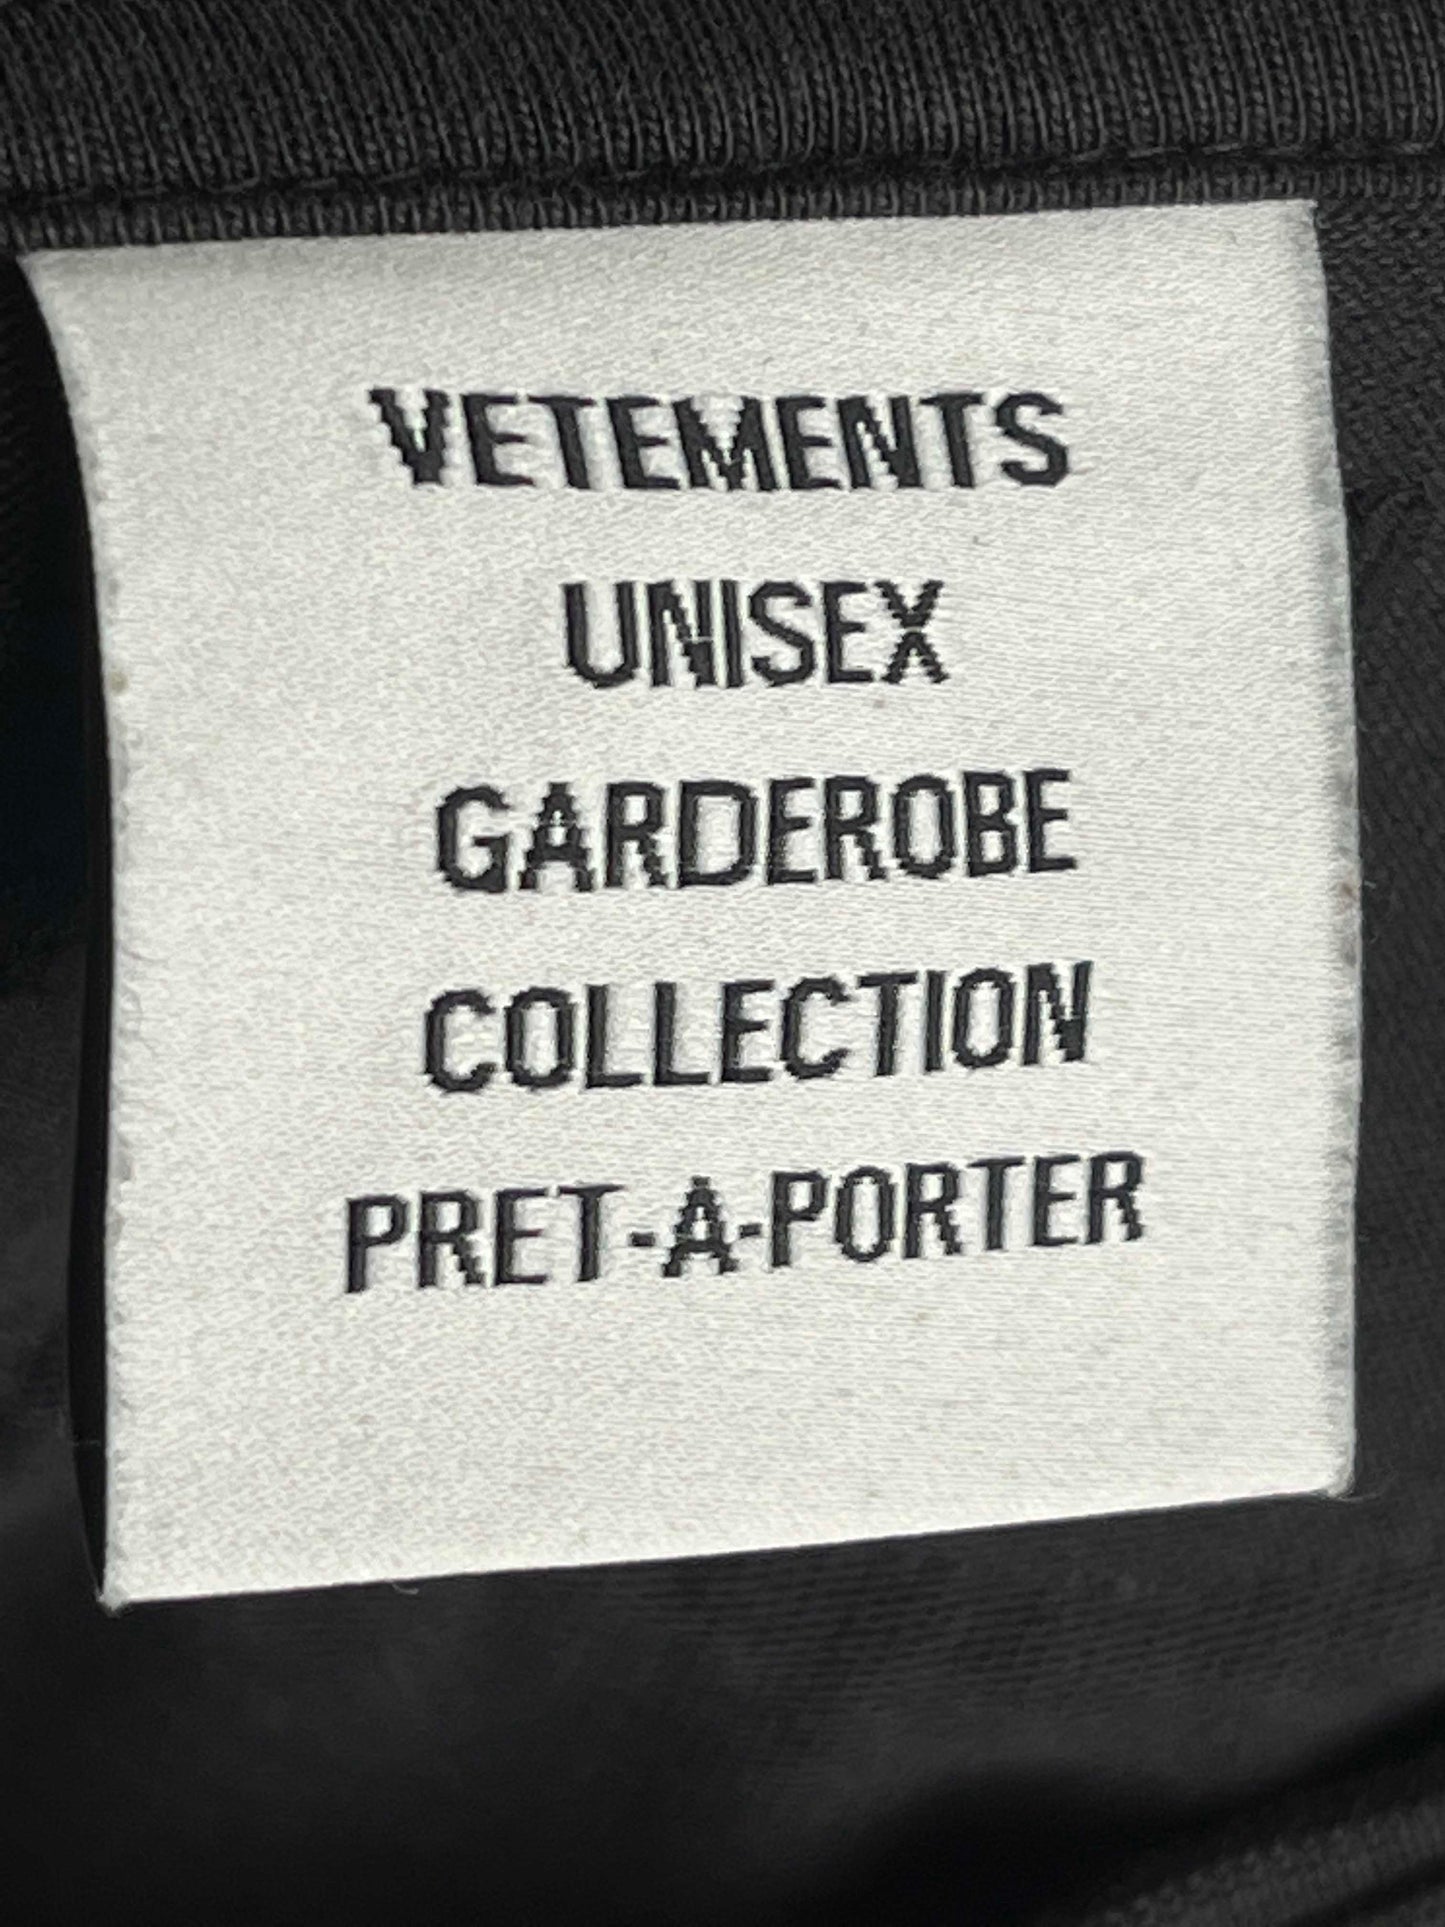 VETEMENTS
UNISEX
GARDEROBE
COLLECTION
PRET-A-PORTER